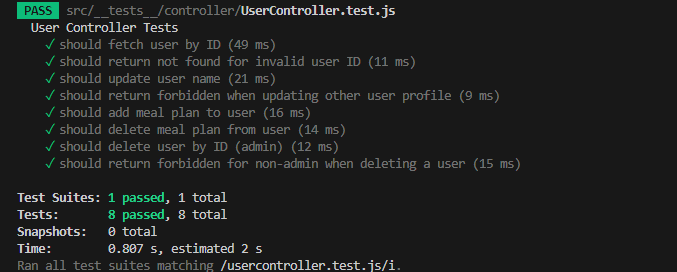 PASS src/__tests__/controller/UserController.test.js
User Controller Tests
✓ should fetch user by ID (49 ms)
✓ should return not found for invalid user ID (11 ms)
✓ should update user name (21 ms)
✓ should return forbidden when updating other user profile (9 ms)
✓ should add meal plan to user (16 ms)
✓ should delete meal plan from user (14 ms)
✓ should delete user by ID (admin) (12 ms)
✓ should return forbidden for non-admin when deleting a user (15 ms)
Test Suites: 1 passed, 1 total
Tests: 8 passed, 8 total
Snapshots: 0 total
Time: 0.807 s, estimated 2 s
Ran all test suites matching /usercontroller.test.js/i.